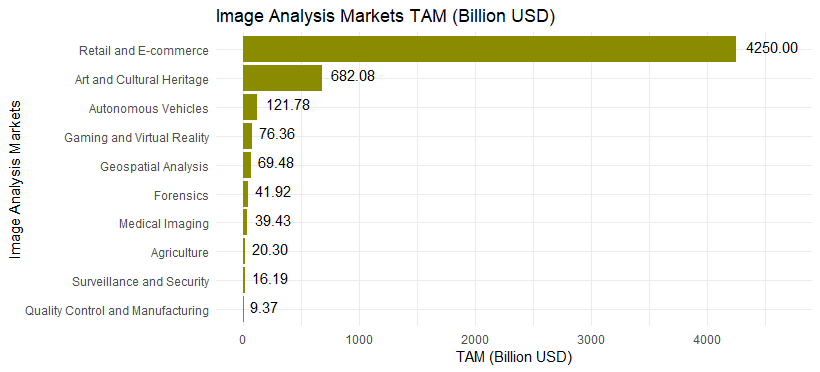 Image Analysis Markets TAM (Billion USD)
Image Analysis Markets
Retail and E-commerce 4250.00
Art and Cultural Heritage 682.08
Autonomous Vehicles 121.78
Gaming and Virtual Reality 76.36
Geospatial Analysis 69.48
Forensics 41.92
Medical Imaging 39.43
Agriculture 20.30
Surveillance and Security 16.19
Quality Control and Manufacturing 9.37
0 1000 2000 3000 4000
TAM (Billion USD)